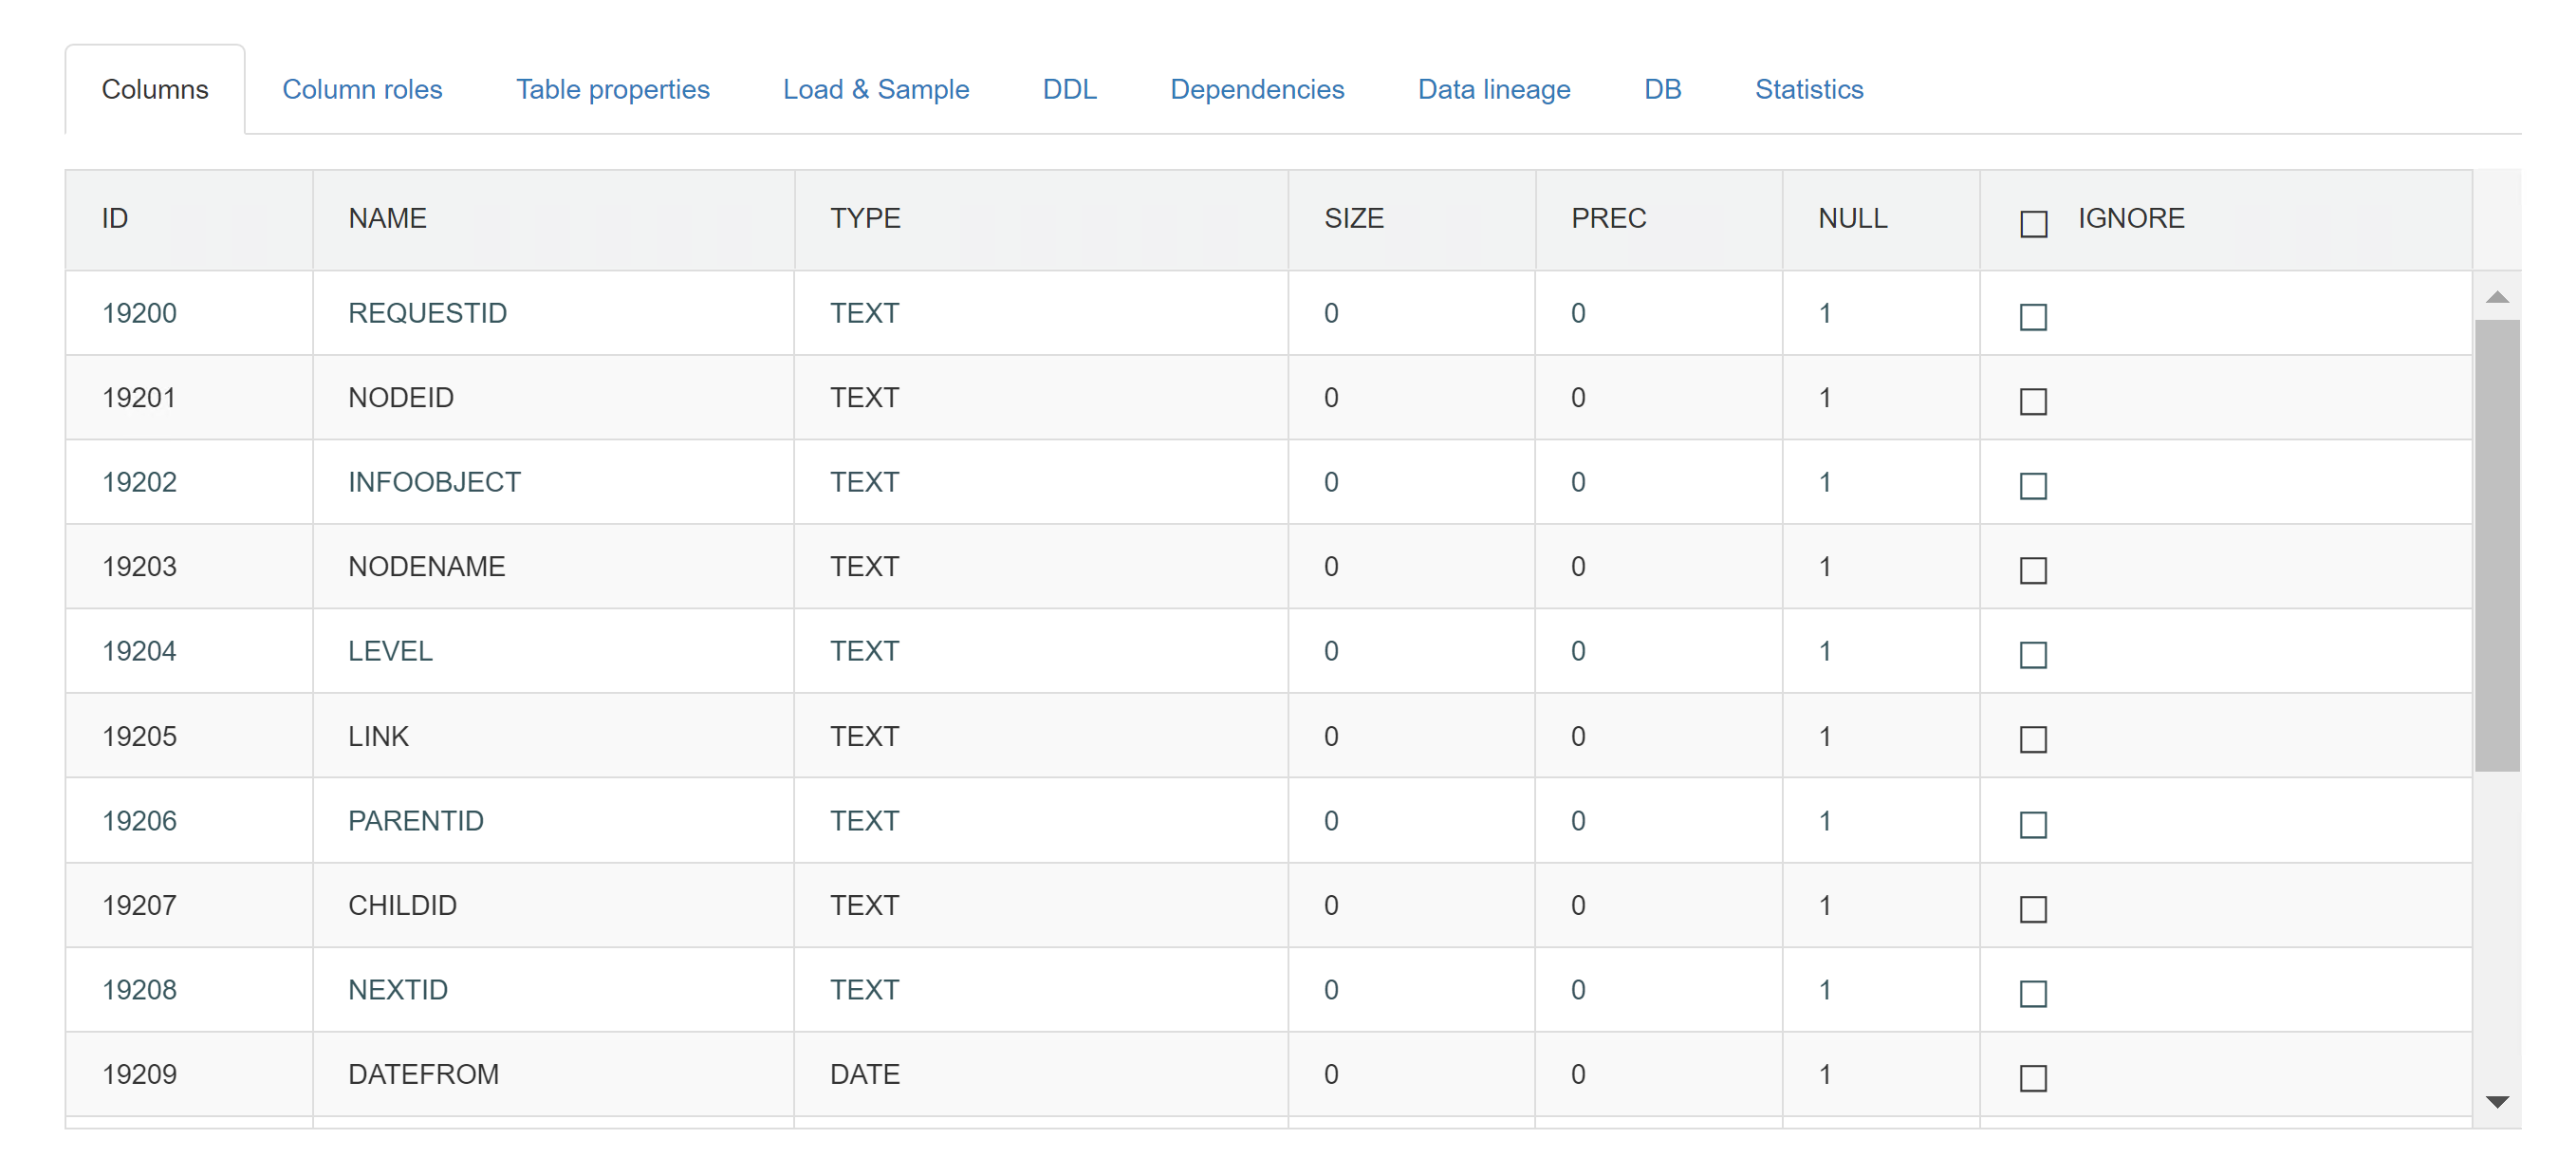 Columns Column roles Table properties Load & Sample DDL Dependencies Data lineage DB Statistics
ID NAME TYPE SIZE PREC NULL IGNORE
19200 REQUESTID TEXT 0 0 1
19201 NODEID TEXT 0 0 1
19202 INFOOBJECT TEXT 0 0 1
19203 NODENAME TEXT 0 0 1
19204 LEVEL TEXT 0 0 1
19205 LINK TEXT 0 0 1
19206 PARENTID TEXT 0 0 1
19207 CHILDID TEXT 0 0 1
19208 NEXTID TEXT 0 0 1
19209 DATEFROM DATE 0 0 1